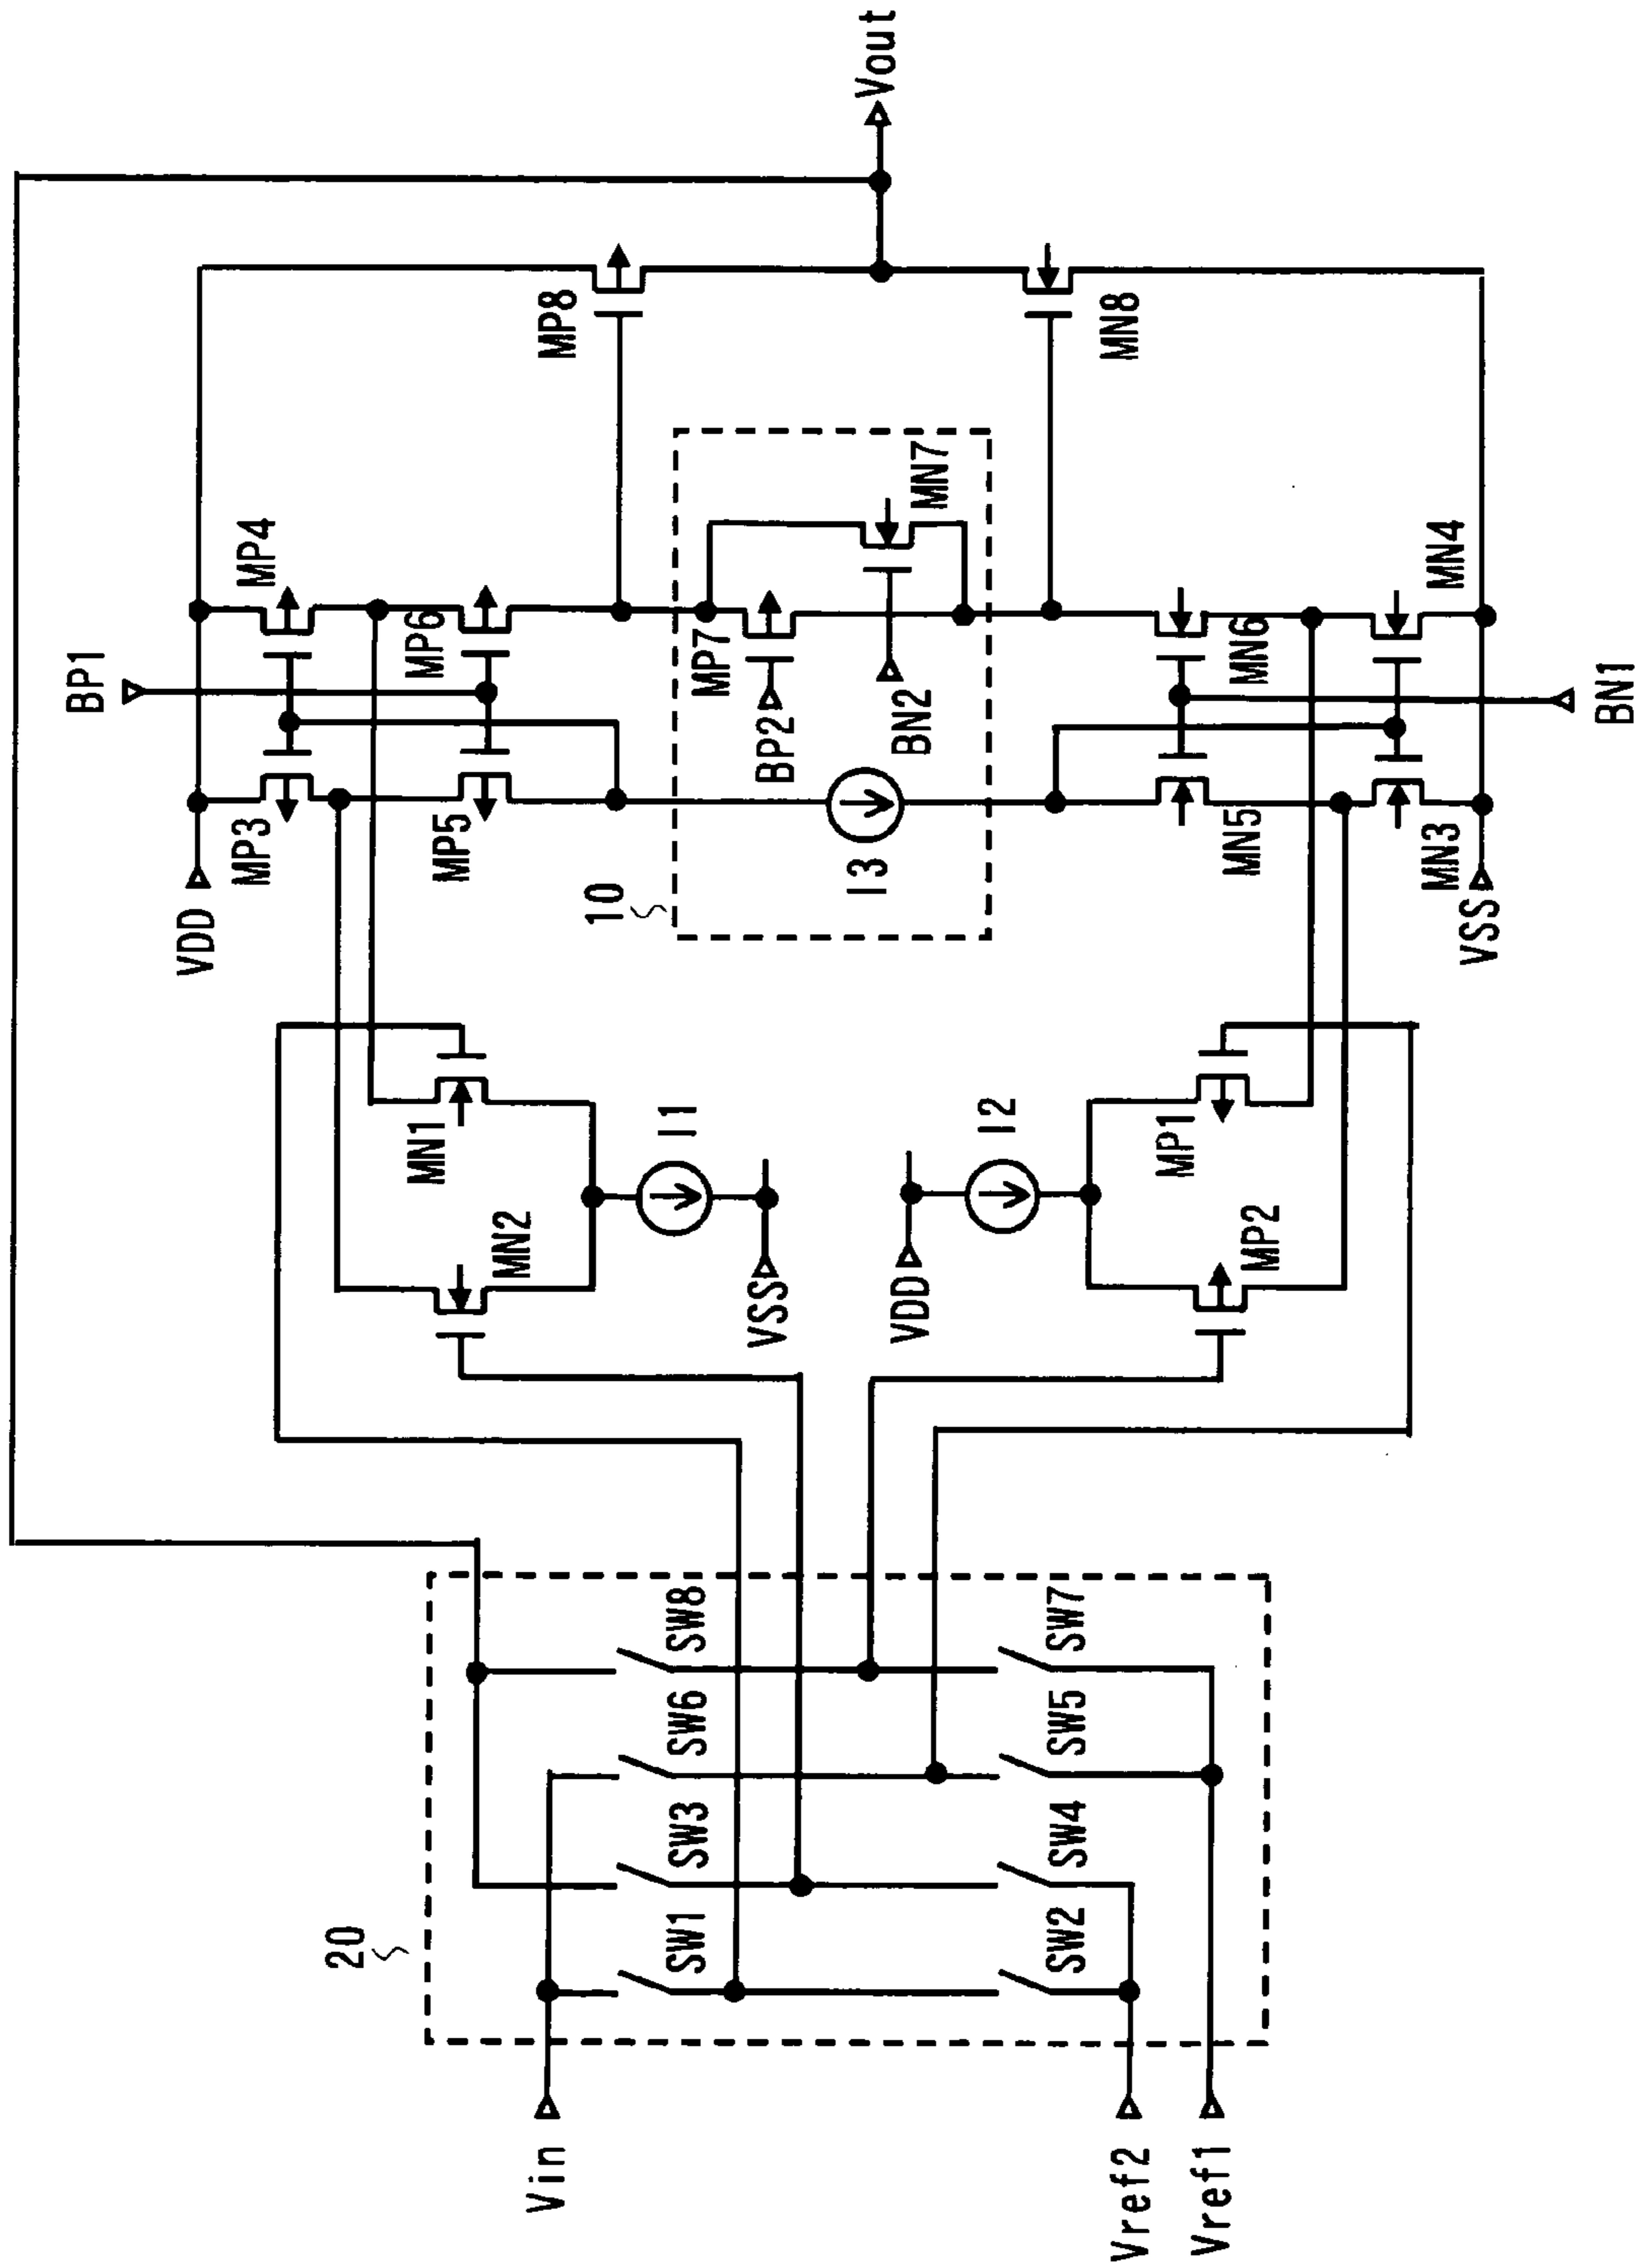 BP1
VDD
MP3
MP4
MP5
MP6
MP8
Vout
MN1
MN2
I1
VSS
10
MP7
BP2
I3
BN2
MN7
VDD
I2
MP2
MP1
MN5
MN6
MN8
MN3
MN4
VSS
BN1
20
Vin
SW1
SW3
SW6
SW8
SW2
SW4
SW5
SW7
Vref2
Vref1